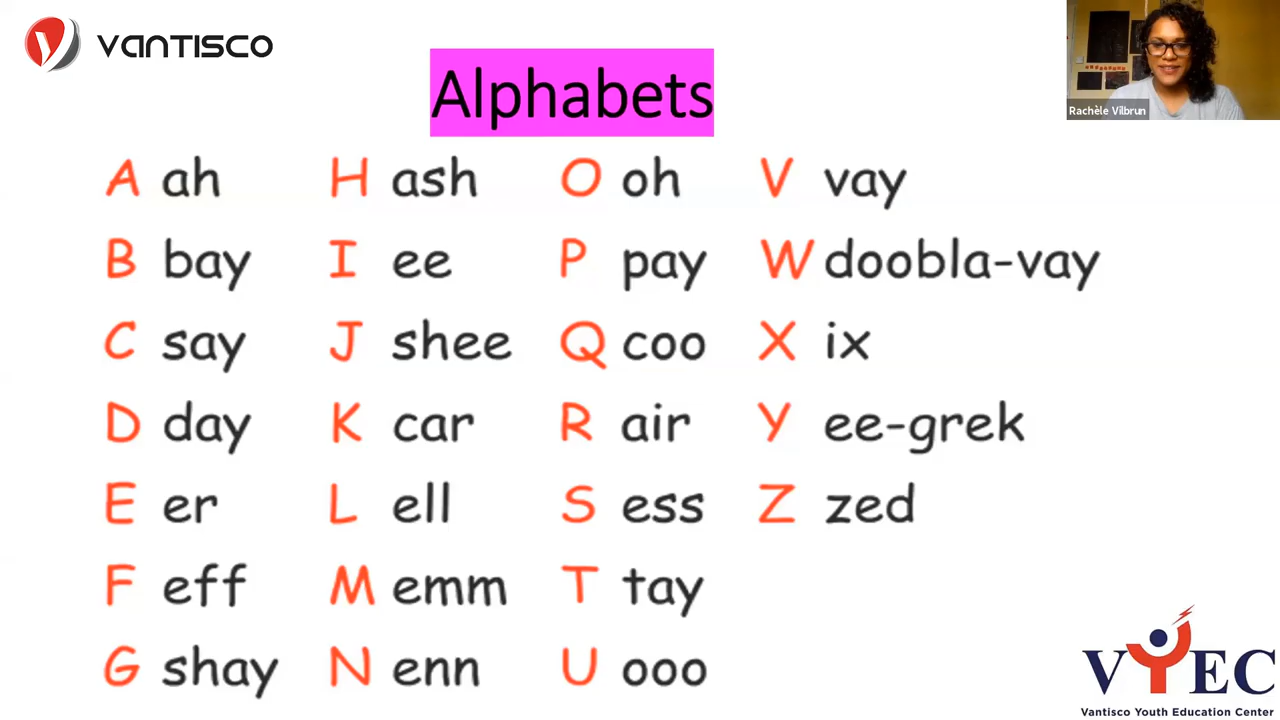 VANTISCO
Alphabets
Rachèle Vilbrun
A ah
B bay
C say
D day
E er
F eff
G shay
H ash
I ee
J shee
K car
L ell
M emm
N enn
O oh
P pay
Q coo
R air
S ess
T tay
U ooo
V vay
W doobla-vay
X ix
Y ee-grek
Z zed
VYEC
Vantisco Youth Education Center